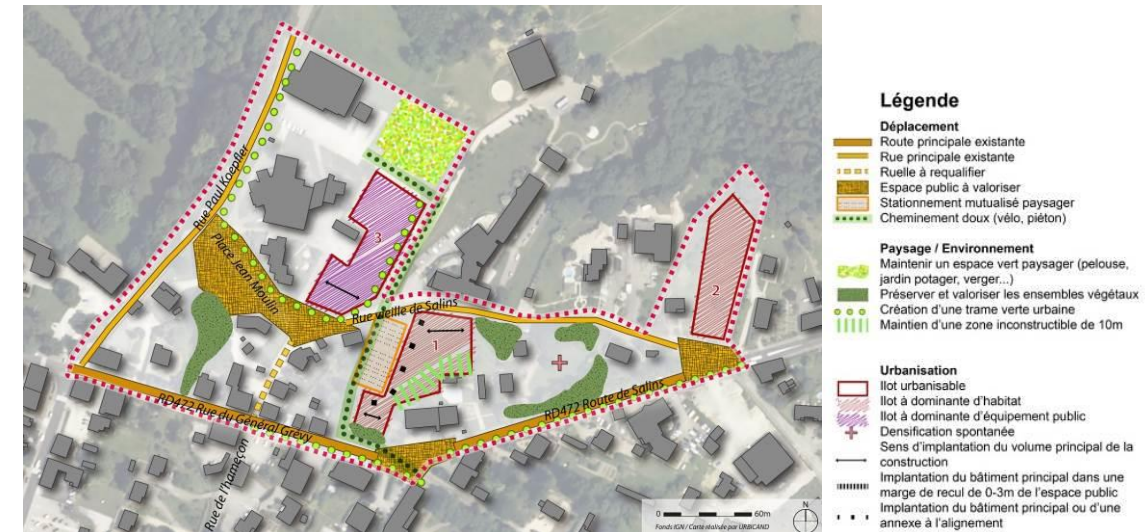 Rue Paul Koepfler
Place Jean Moulin
3
2
Rue Vieille de Salins
1
RD472 Route de Salins
RD422 Rue du Général Grévy
Rue de l'hameçon
0
60m
N
Fonds IGN / Carte réalisée par URBICAND
Légende
Déplacement
Route principale existante
Rue principale existante
Ruelle à requalifier
Espace public à valoriser
Stationnement mutualisé paysager
Cheminement doux (vélo, piéton)
Paysage / Environnement
Maintenir un espace vert paysager (pelouse,
jardin potager, verger...)
Préserver et valoriser les ensembles végétaux
Création d'une trame verte urbaine
Maintien d'une zone inconstructible de 10m
Urbanisation
Ilot urbanisable
Ilot à dominante d'habitat
Ilot à dominante d'équipement public
Densification spontanée
Sens d'implantation du volume principal de la
construction
Implantation du bâtiment principal dans une
marge de recul de 0-3m de l'espace public
Implantation du bâtiment principal ou d'une
annexe à l'alignement